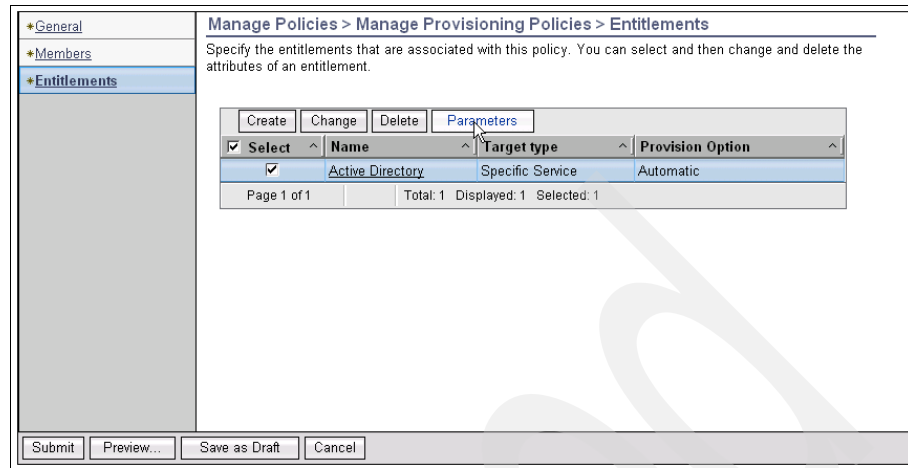 *General
*Members
*Entitlements
Manage Policies > Manage Provisioning Policies > Entitlements
Specify the entitlements that are associated with this policy. You can select and then change and delete the
attributes of an entitlement.
Create Change Delete Parameters
Select ^ Name ^ Target type ^ Provision Option ^
Active Directory Specific Service Automatic
Page 1 of 1 Total: 1 Displayed: 1 Selected: 1
Submit Preview... Save as Draft Cancel